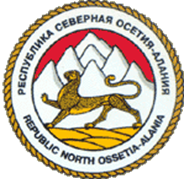 РЕСПУБЛИКА СЕВЕРНАЯ ОСЕТИЯ-АЛАНИЯ
REPUBLIC NORTH OSSETIA-ALANIA